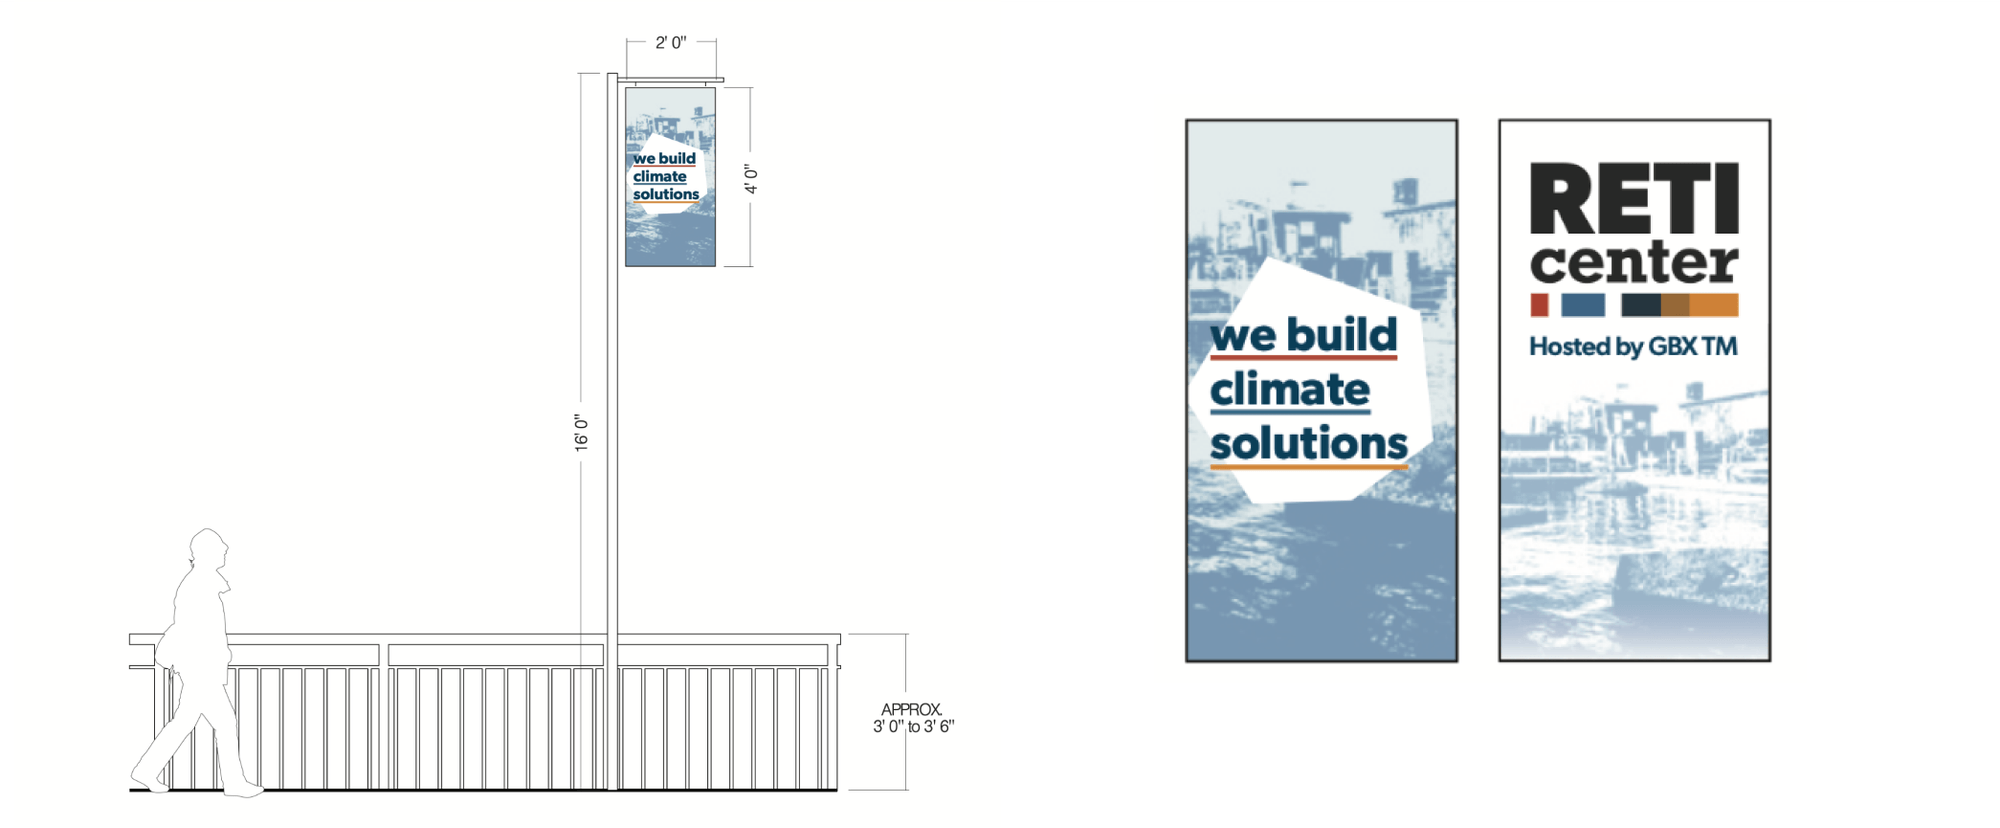 2' 0"
we build
climate
solutions
4' 0"
16' 0"
APPROX.
3' 0" to 3' 6"
we build
climate
solutions
RETI
center
Hosted by GBX TM